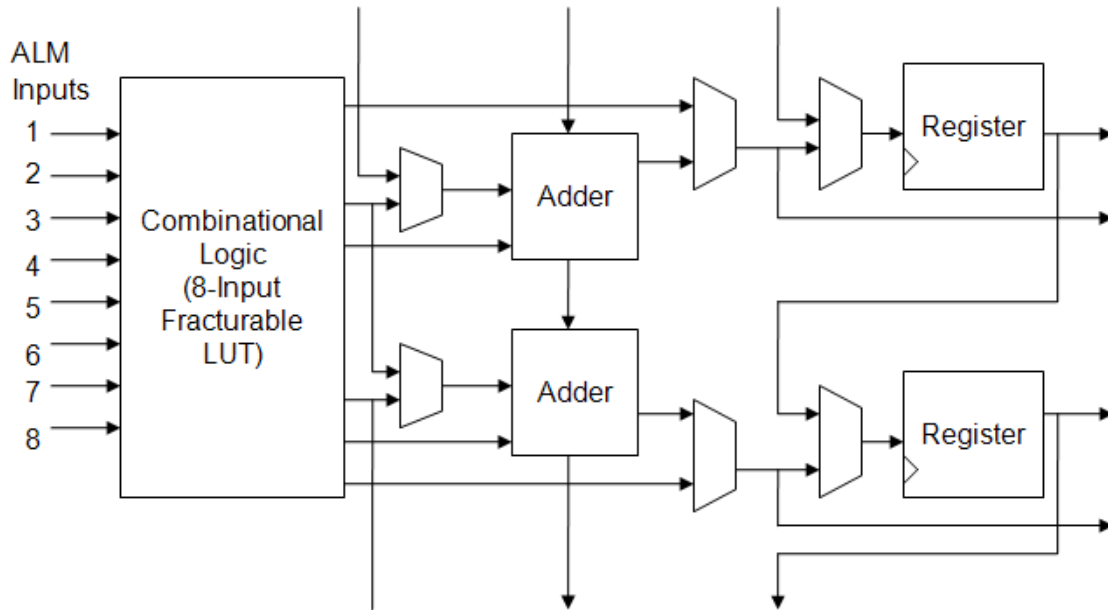 ALM
Inputs
1
2
3
4
5
6
7
8
Combinational
Logic
(8-Input
Fracturable
LUT)
Adder
Adder
Register
Register